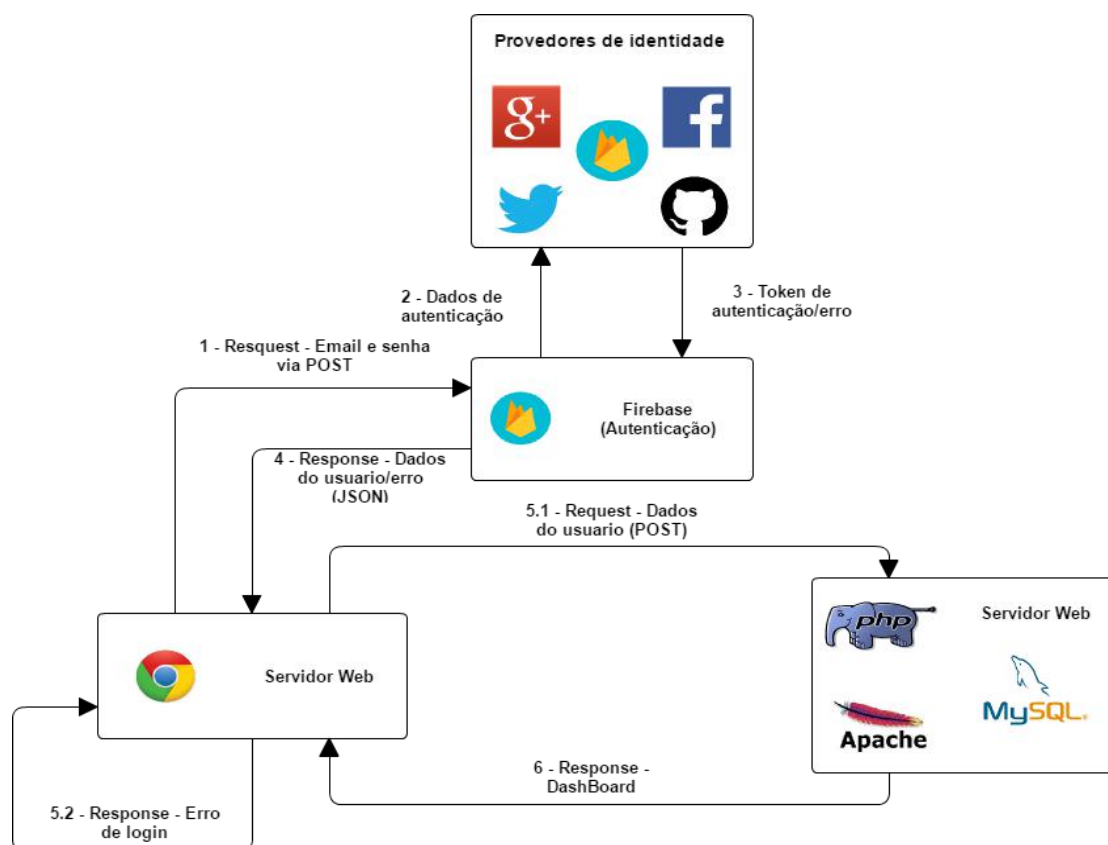 Provedores de identidade
g+
f
2 - Dados de
autenticação
3 - Token de
autenticação/erro
1 - Resquest - Email e senha
via POST
Firebase
(Autenticação)
4 - Response - Dados
do usuario/erro
(JSON)
5.1 - Request - Dados
do usuario (POST)
php
Servidor Web
MySQL
Apache
Servidor Web
6 - Response -
DashBoard
5.2 - Response - Erro
de login